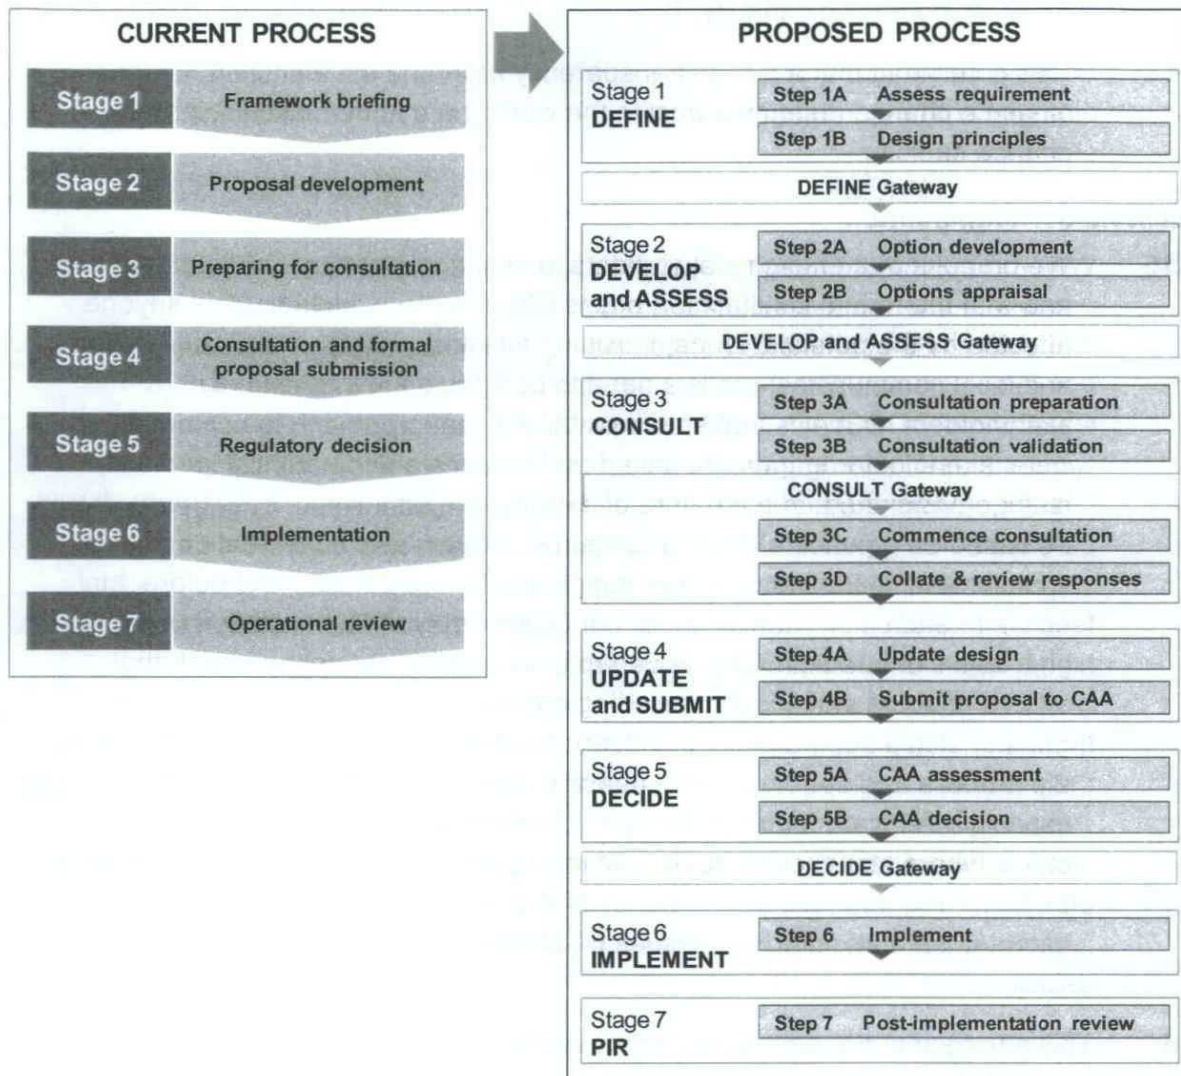 CURRENT PROCESS
Stage 1 Framework briefing
Stage 2 Proposal development
Stage 3 Preparing for consultation
Stage 4 Consultation and formal
proposal submission
Stage 5 Regulatory decision
Stage 6 Implementation
Stage 7 Operational review
PROPOSED PROCESS
Stage 1
DEFINE
Step 1A Assess requirement
Step 1B Design principles
DEFINE Gateway
Stage 2
DEVELOP
and ASSESS
Step 2A Option development
Step 2B Options appraisal
DEVELOP and ASSESS Gateway
Stage 3
CONSULT
Step 3A Consultation preparation
Step 3B Consultation validation
CONSULT Gateway
Step 3C Commence consultation
Step 3D Collate & review responses
Stage 4
UPDATE
and SUBMIT
Step 4A Update design
Step 4B Submit proposal to CAA
Stage 5
DECIDE
Step 5A CAA assessment
Step 5B CAA decision
DECIDE Gateway
Stage 6
IMPLEMENT
Step 6 Implement
Stage 7
PIR
Step 7 Post-implementation review